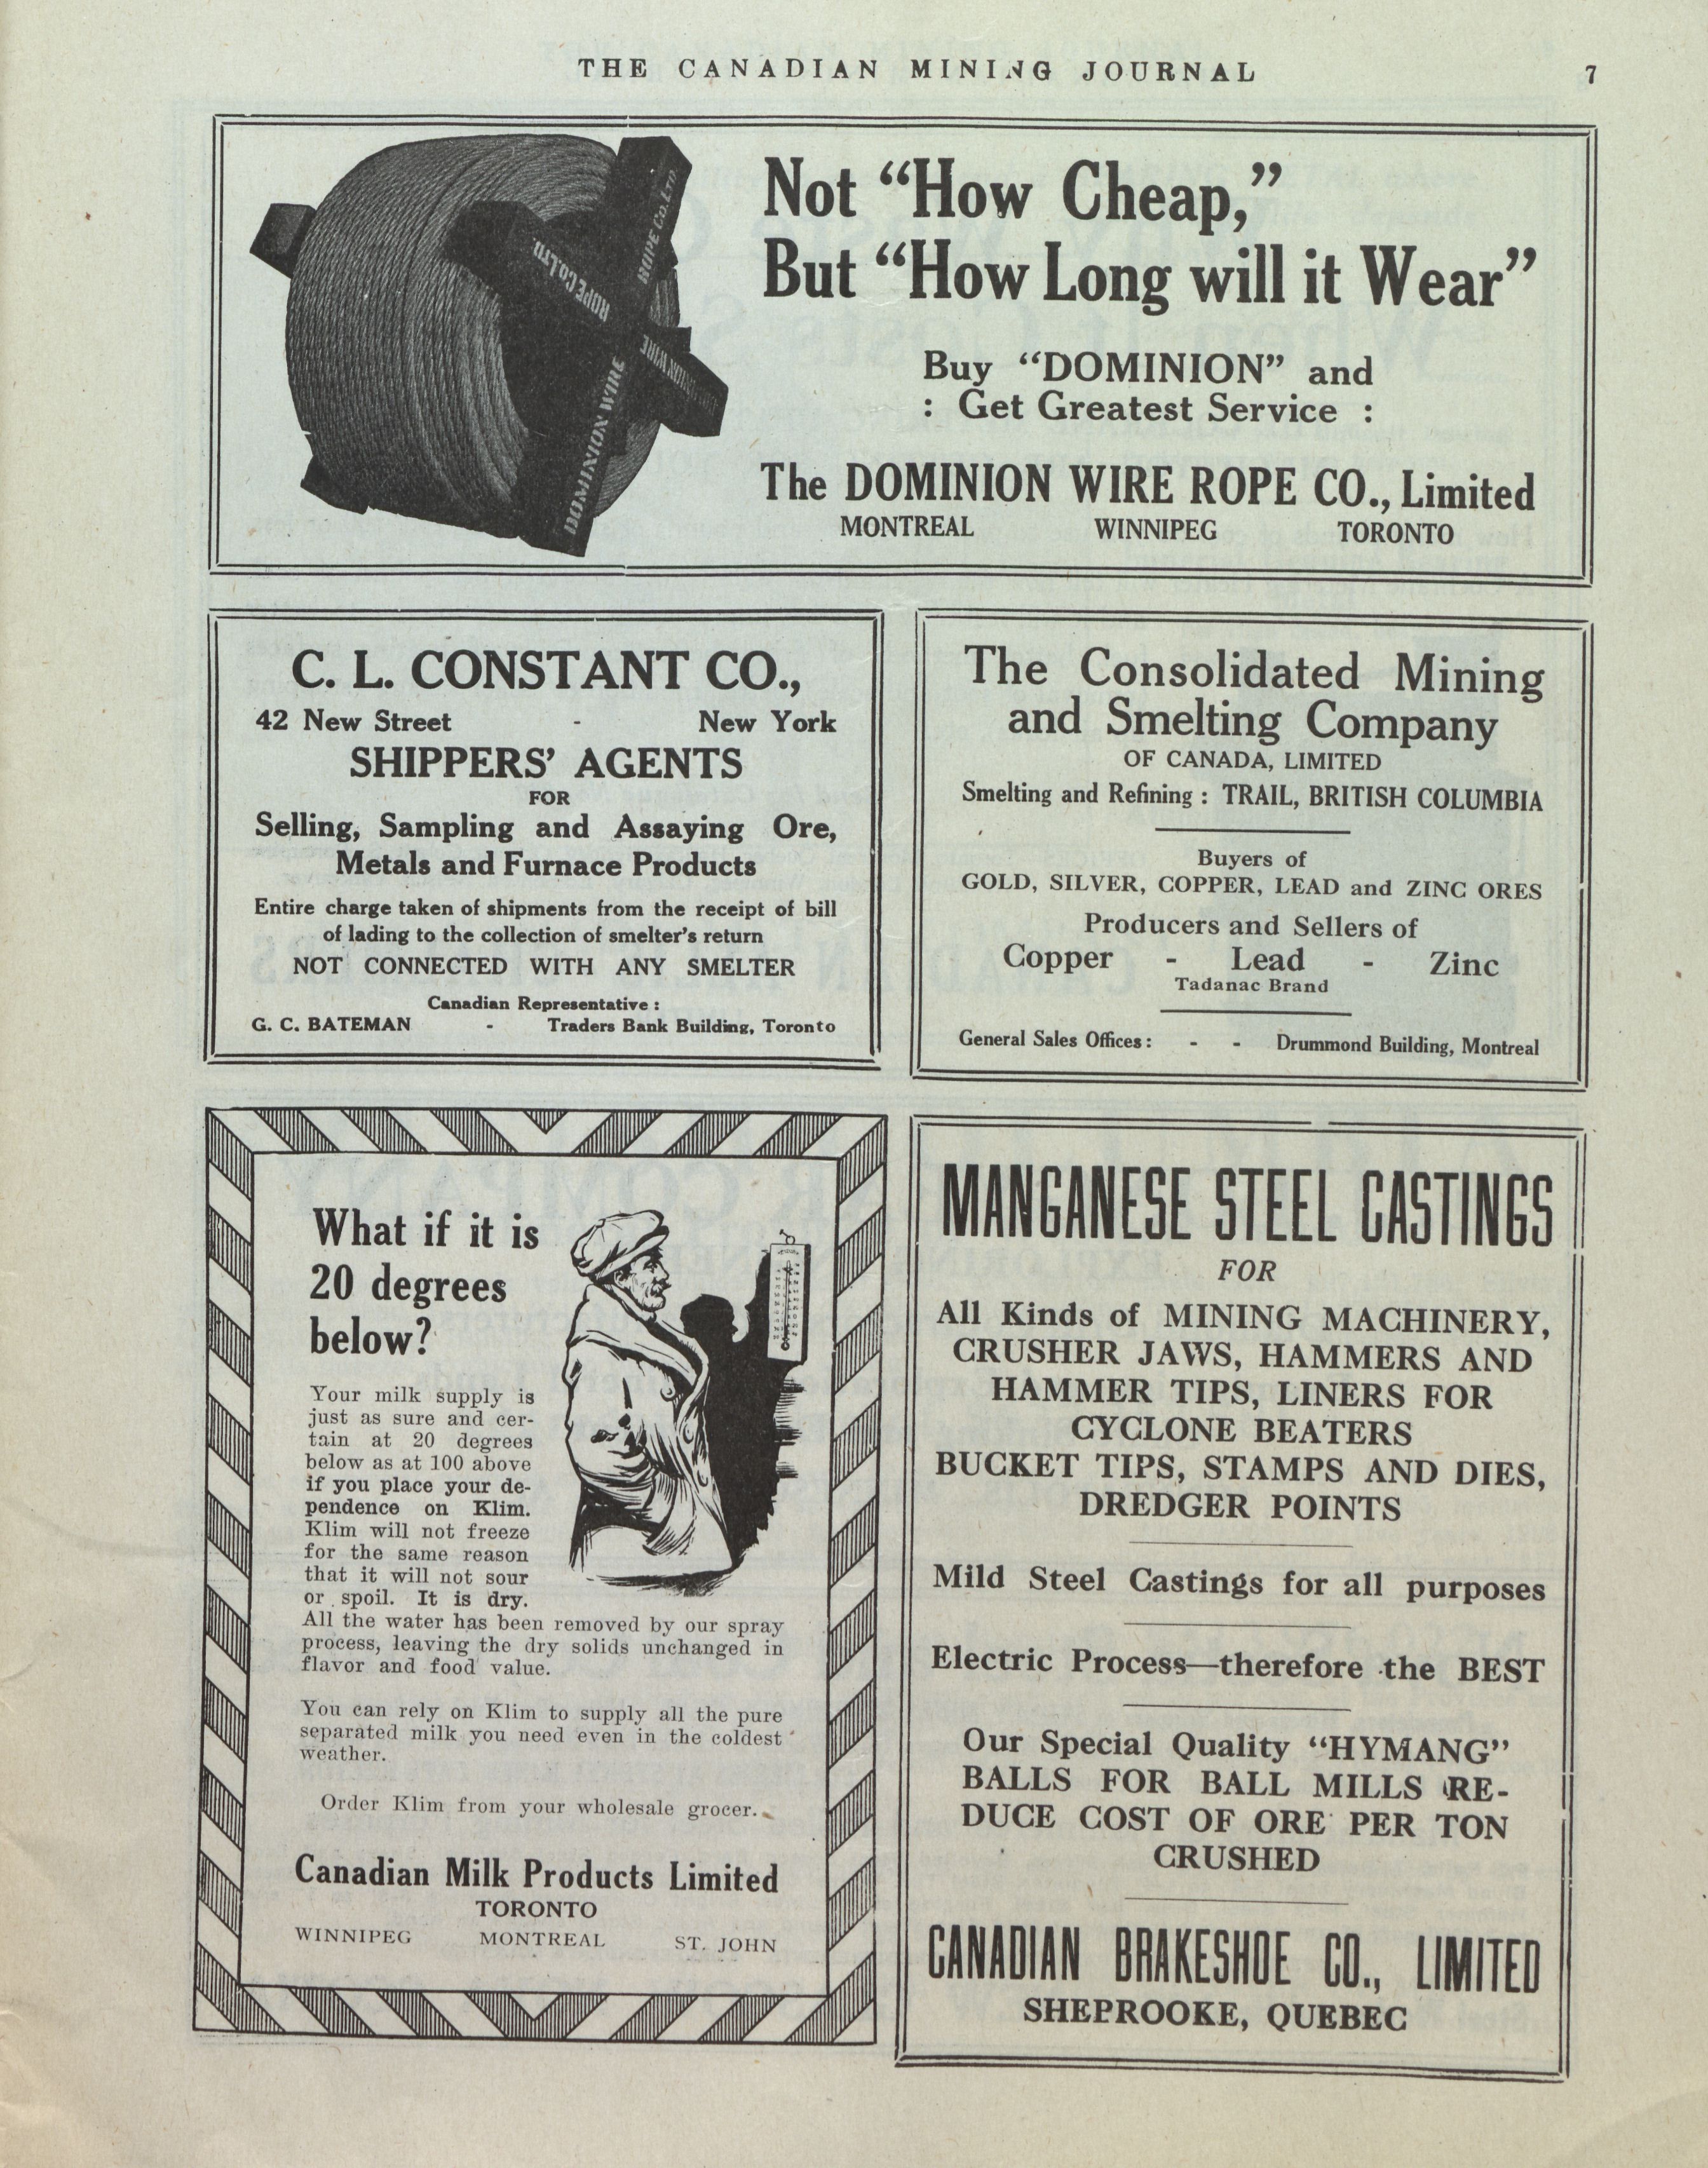 THE CANADIAN MINING JOURNAL 7
ROPE Co. LTD.
ROPE Co. LTD.
DOMINION WIRE
Not “How Cheap,”
But “How Long will it Wear”
Buy “DOMINION” and
: Get Greatest Service :
The DOMINION WIRE ROPE CO., Limited
MONTREAL WINNIPEG TORONTO
C. L. CONSTANT CO.,
42 New Street - New York
SHIPPERS’ AGENTS
FOR
Selling, Sampling and Assaying Ore,
Metals and Furnace Products
Entire charge taken of shipments from the receipt of bill
of lading to the collection of smelter’s return
NOT CONNECTED WITH ANY SMELTER
Canadian Representative :
G. C. BATEMAN - Traders Bank Building, Toronto
The Consolidated Mining
and Smelting Company
OF CANADA, LIMITED
Smelting and Refining : TRAIL, BRITISH COLUMBIA
Buyers of
GOLD, SILVER, COPPER, LEAD and ZINC ORES
Producers and Sellers of
Copper - Lead - Zinc
Tadanac Brand
General Sales Offices : - - Drummond Building, Montreal
What if it is
20 degrees
below?
Your milk supply is
just as sure and cer-
tain at 20 degrees
below as at 100 above
if you place your de-
pendence on Klim.
Klim will not freeze
for the same reason
that it will not sour
or spoil. It is dry.
All the water has been removed by our spray
process, leaving the dry solids unchanged in
flavor and food value.
You can rely on Klim to supply all the pure
separated milk you need even in the coldest
weather.
Order Klim from your wholesale grocer.
Canadian Milk Products Limited
TORONTO
WINNIPEG MONTREAL ST. JOHN
MANGANESE STEEL CASTINGS
FOR
All Kinds of MINING MACHINERY,
CRUSHER JAWS, HAMMERS AND
HAMMER TIPS, LINERS FOR
CYCLONE BEATERS
BUCKET TIPS, STAMPS AND DIES,
DREDGER POINTS
Mild Steel Castings for all purposes
Electric Process—therefore the BEST
Our Special Quality “HYMANG”
BALLS FOR BALL MILLS RE-
DUCE COST OF ORE PER TON
CRUSHED
CANADIAN BRAKESHOE CO., LIMITED
SHEPROOKE, QUEBEC